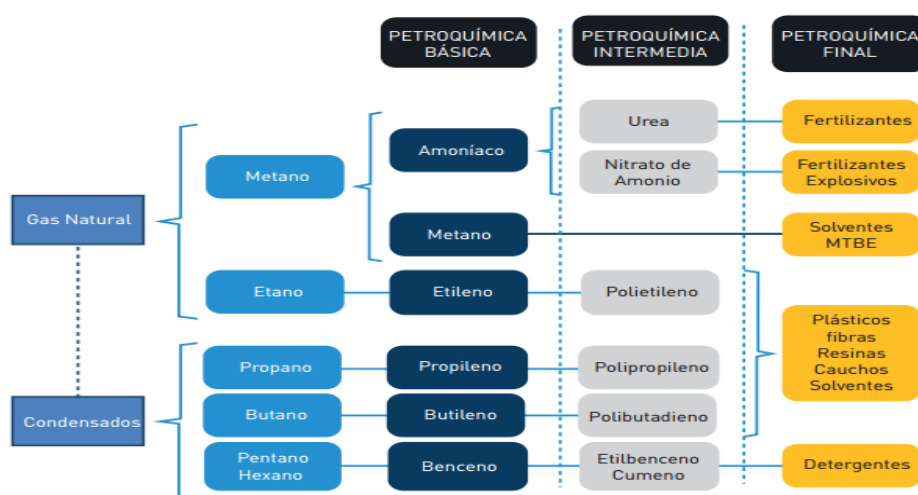 PETROQUÍMICA
BÁSICA
PETROQUÍMICA
INTERMEDIA
PETROQUÍMICA
FINAL
Gas Natural
Metano
Amoníaco
Urea
Fertilizantes
Nitrato de
Amonio
Fertilizantes
Explosivos
Metano
Solventes
MTBE
Etano
Etileno
Polietileno
Plásticos
fibras
Resinas
Cauchos
Solventes
Condensados
Propano
Propileno
Polipropileno
Butano
Butileno
Polibutadieno
Pentano
Hexano
Benceno
Etilbenceno
Cumeno
Detergentes